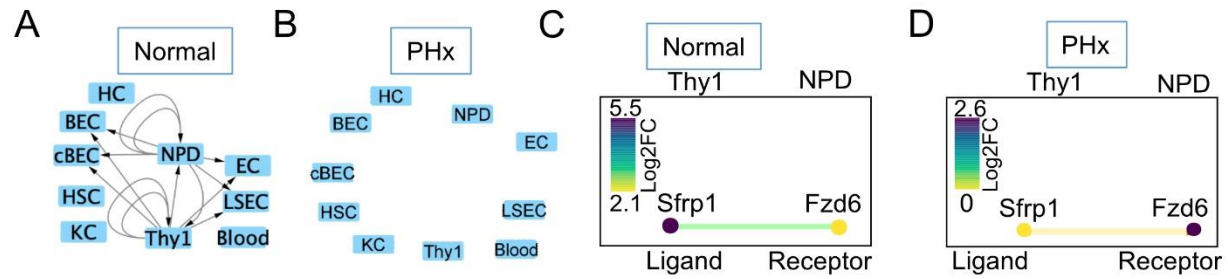 A
Normal
HC
BEC
cBEC
NPD
EC
HSC
LSEC
KC
Thy1
Blood
B
PHx
HC
NPD
BEC
EC
cBEC
HSC
LSEC
KC
Thy1
Blood
C
Normal
Thy1 NPD
5.5
Log2FC
2.1
Sfrp1 Fzd6
Ligand Receptor
D
PHx
Thy1 NPD
2.6
Log2FC
0
Sfrp1 Fzd6
Ligand Receptor